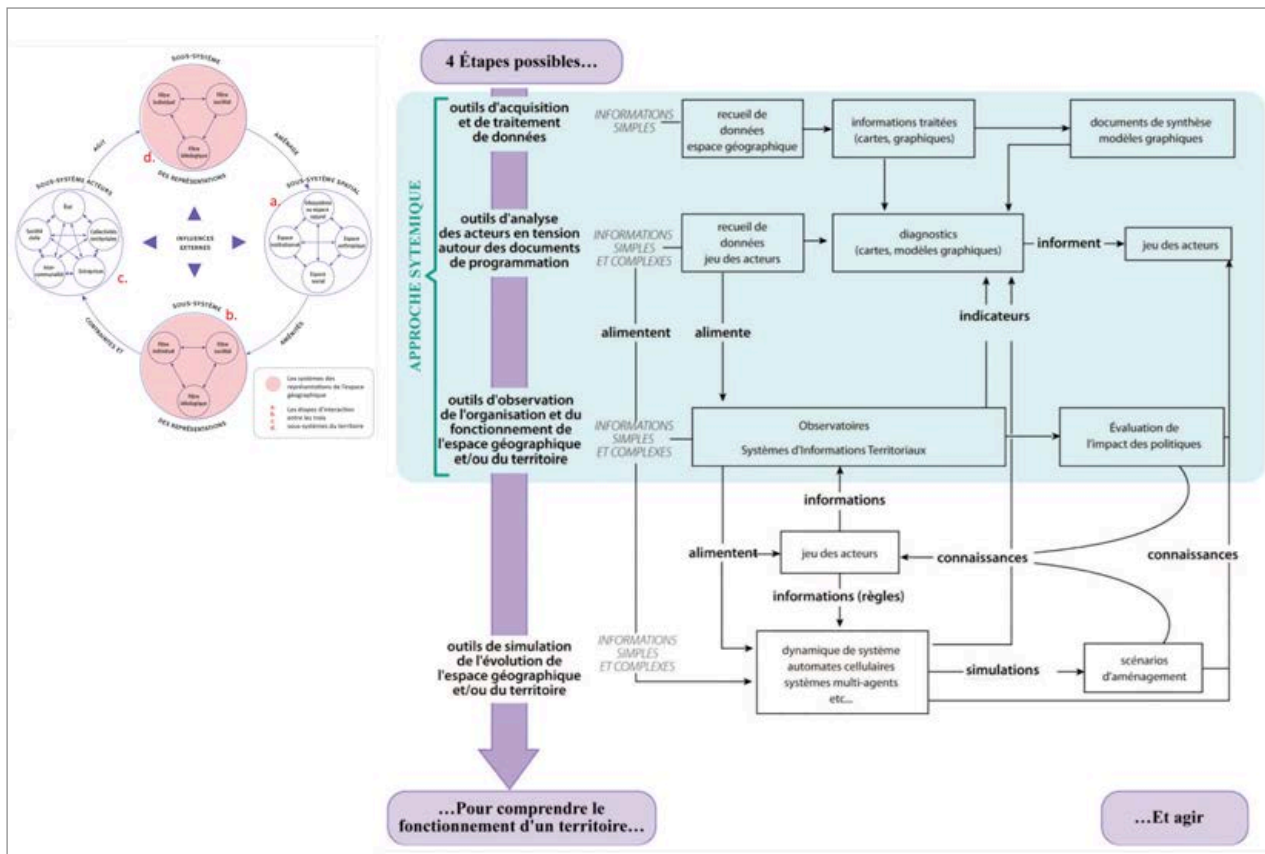 SOUS-SYSTÈME
Filtre
individuel
Filtre
sociétal
Filtre
idéologique
d.
DES REPRÉSENTATIONS
AGIT
AMÉNAGE
SOUS-SYSTÈME ACTEURS
État
Société
civile
Collectivités
territoriales
Inter-
communalité
Entreprises
c.
INFLUENCES
EXTERNES
SOUS-SYSTÈME SPATIAL
a.
ou espace
naturel
Espace
institutionnel
Espace
anthropique
Espace
social
CONTRAINTES ET
AMÉNITÉS
SOUS-SYSTÈME
b.
Filtre
individuel
Filtre
sociétal
Filtre
idéologique
DES REPRÉSENTATIONS
Les systèmes des
représentations de l'espace
géographique
a.
b.
c.
d.
Les étapes d'interaction
entre les trois
sous-systèmes du territoire
4 Étapes possibles...
APPROCHE SYTEMIQUE
outils d'acquisition
et de traitement
de données
INFORMATIONS
SIMPLES
recueil de
données
espace géographique
informations traitées
(cartes, graphiques)
documents de synthèse
modèles graphiques
outils d'analyse
des acteurs en tension
autour des documents
de programmation
INFORMATIONS
SIMPLES
ET COMPLEXES
recueil de
données
jeu des acteurs
diagnostics
(cartes, modèles graphiques)
informent
jeu des acteurs
alimentent
alimente
indicateurs
outils d'observation
de l'organisation et du
fonctionnement de
l'espace géographique
et/ou du territoire
INFORMATIONS
SIMPLES
ET COMPLEXES
Observatoires
Systèmes d'Informations Territoriaux
Évaluation de
l'impact des politiques
informations
alimentent
jeu des acteurs
connaissances
connaissances
informations (règles)
outils de simulation
de l'évolution de
l'espace géographique
et/ou du territoire
INFORMATIONS
SIMPLES
ET COMPLEXES
dynamique de système
automates cellulaires
systèmes multi-agents
etc...
simulations
scénarios
d'aménagement
...Pour comprendre le
fonctionnement d'un territoire...
...Et agir